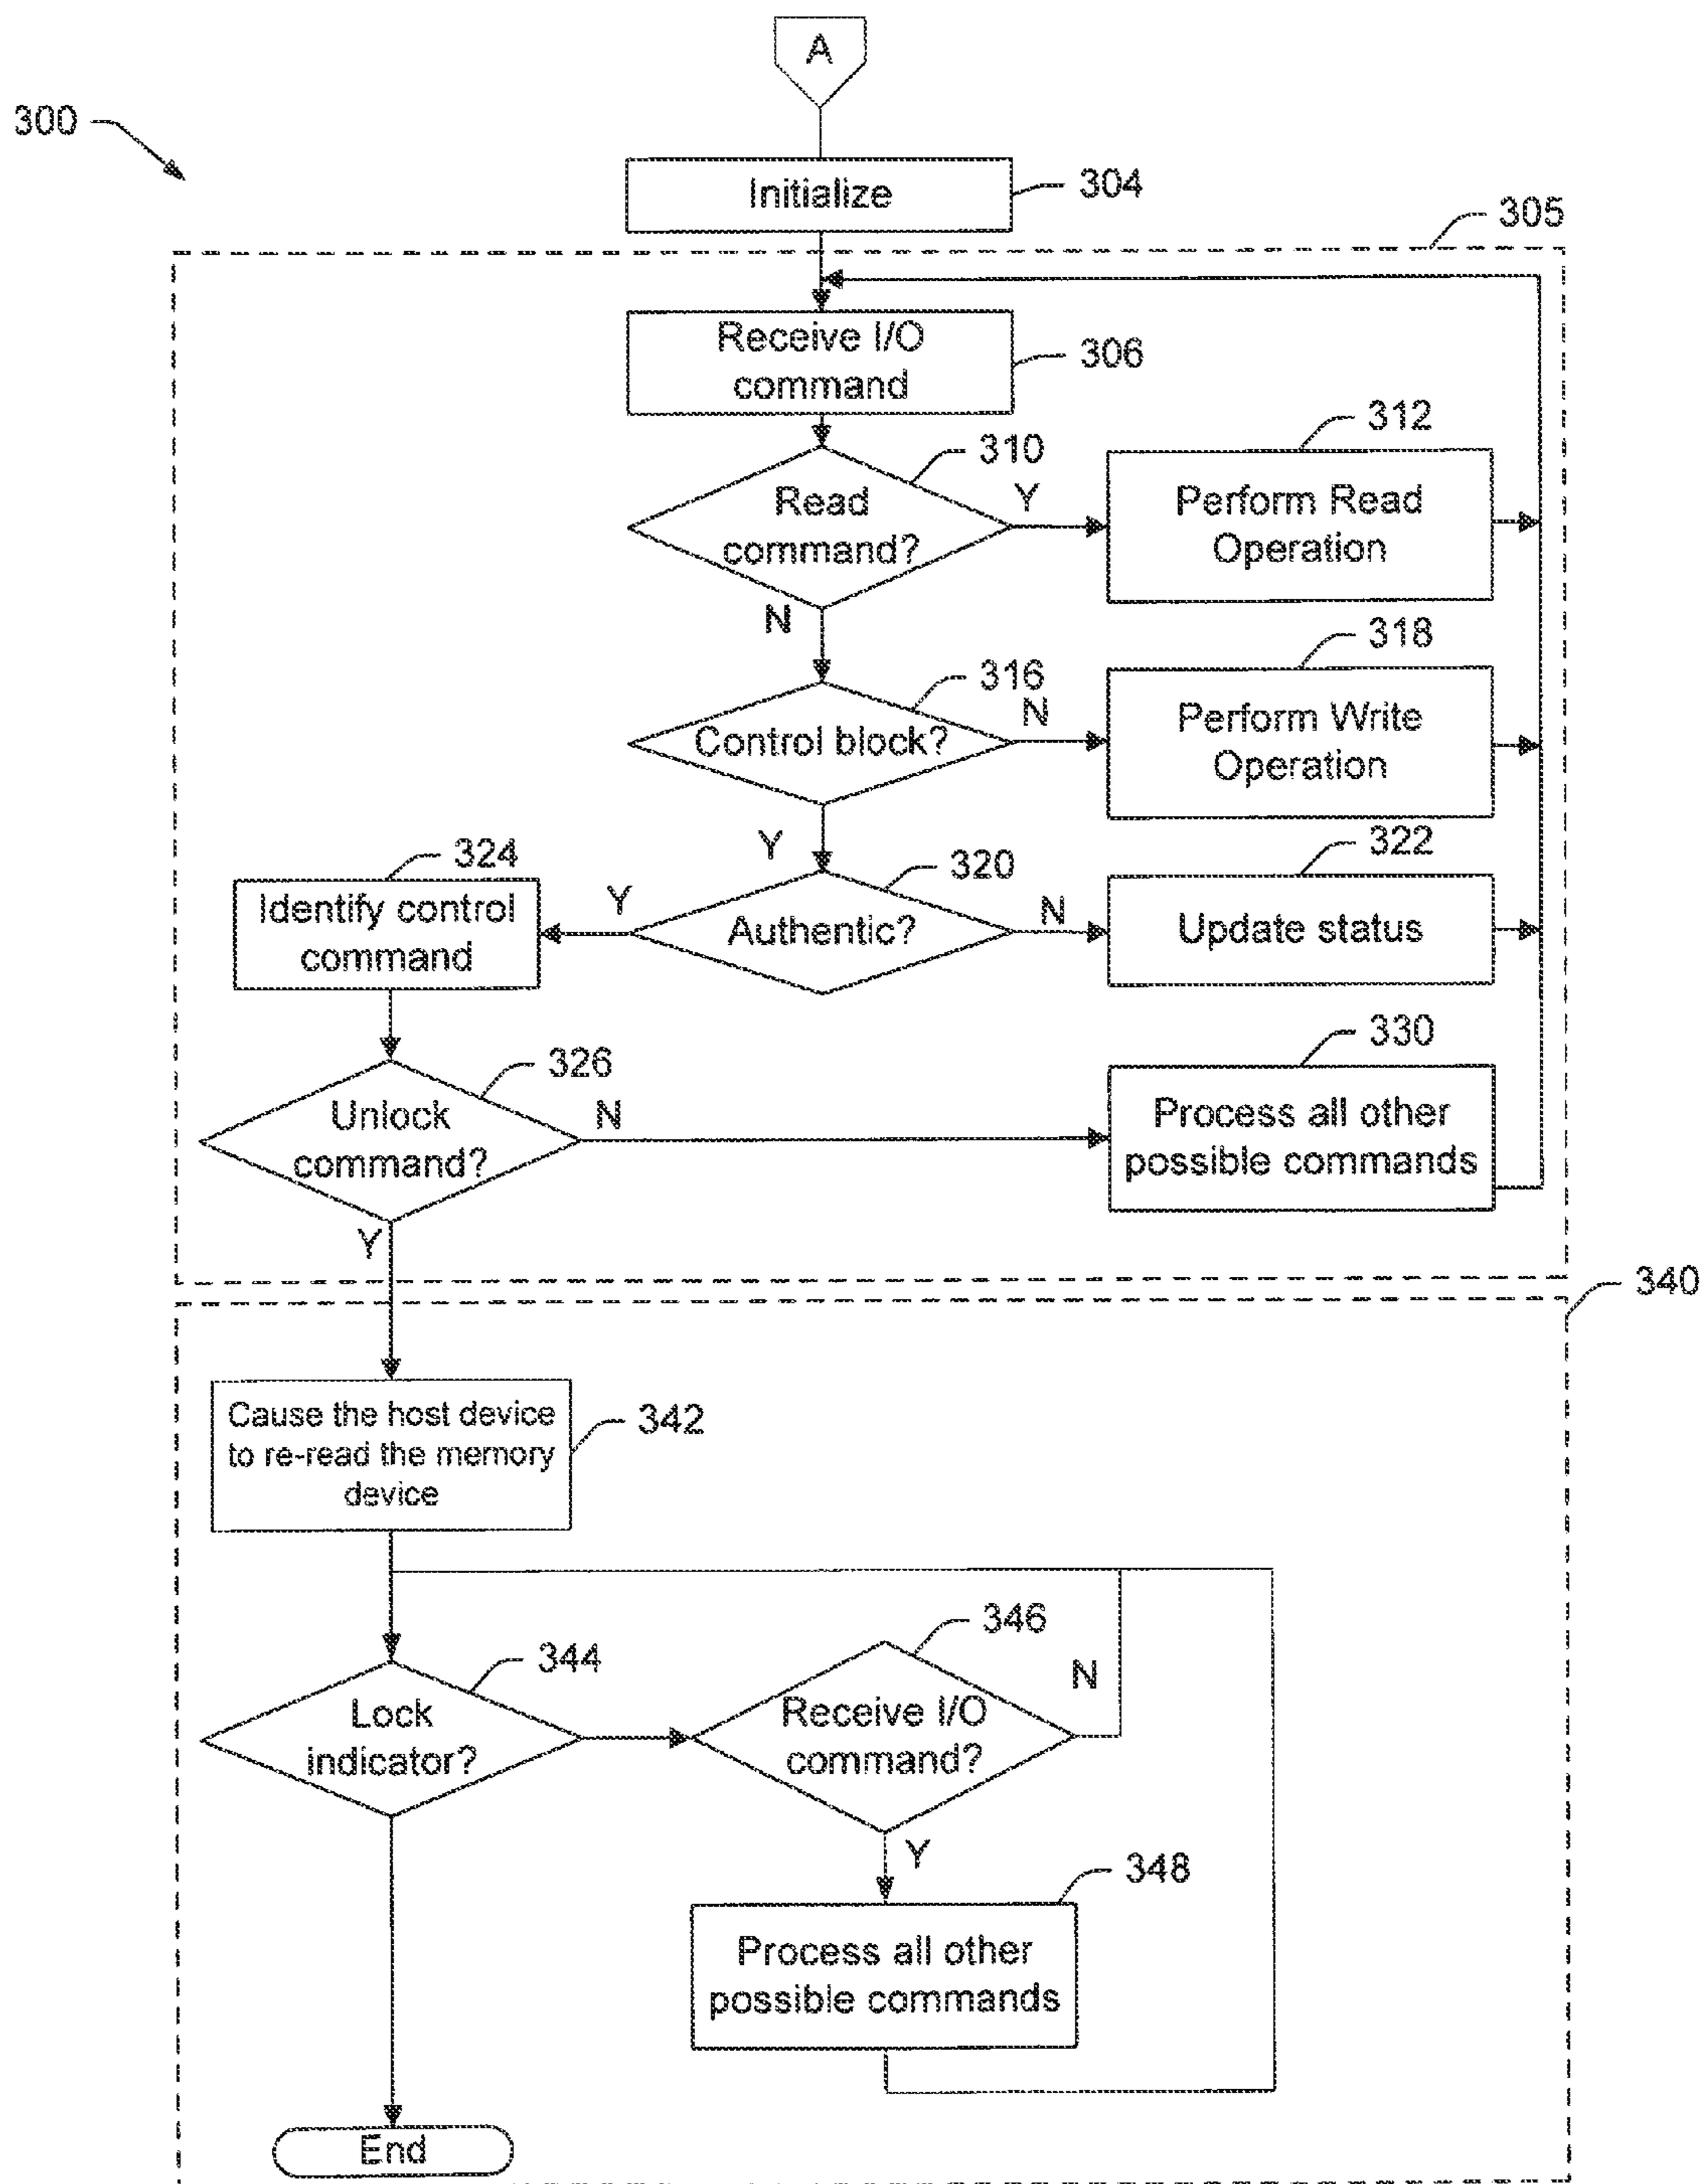 A
300
Initialize
304
305
Receive I/O
command
306
310
Read
command?
Y
N
312
Perform Read
Operation
316
Control block?
N
Y
318
Perform Write
Operation
320
Authentic?
Y
N
322
Update status
324
Identify control
command
326
Unlock
command?
N
Y
330
Process all other
possible commands
340
Cause the host device
to re-read the memory
device
342
344
Lock
indicator?
346
Receive I/O
command?
N
Y
348
Process all other
possible commands
End